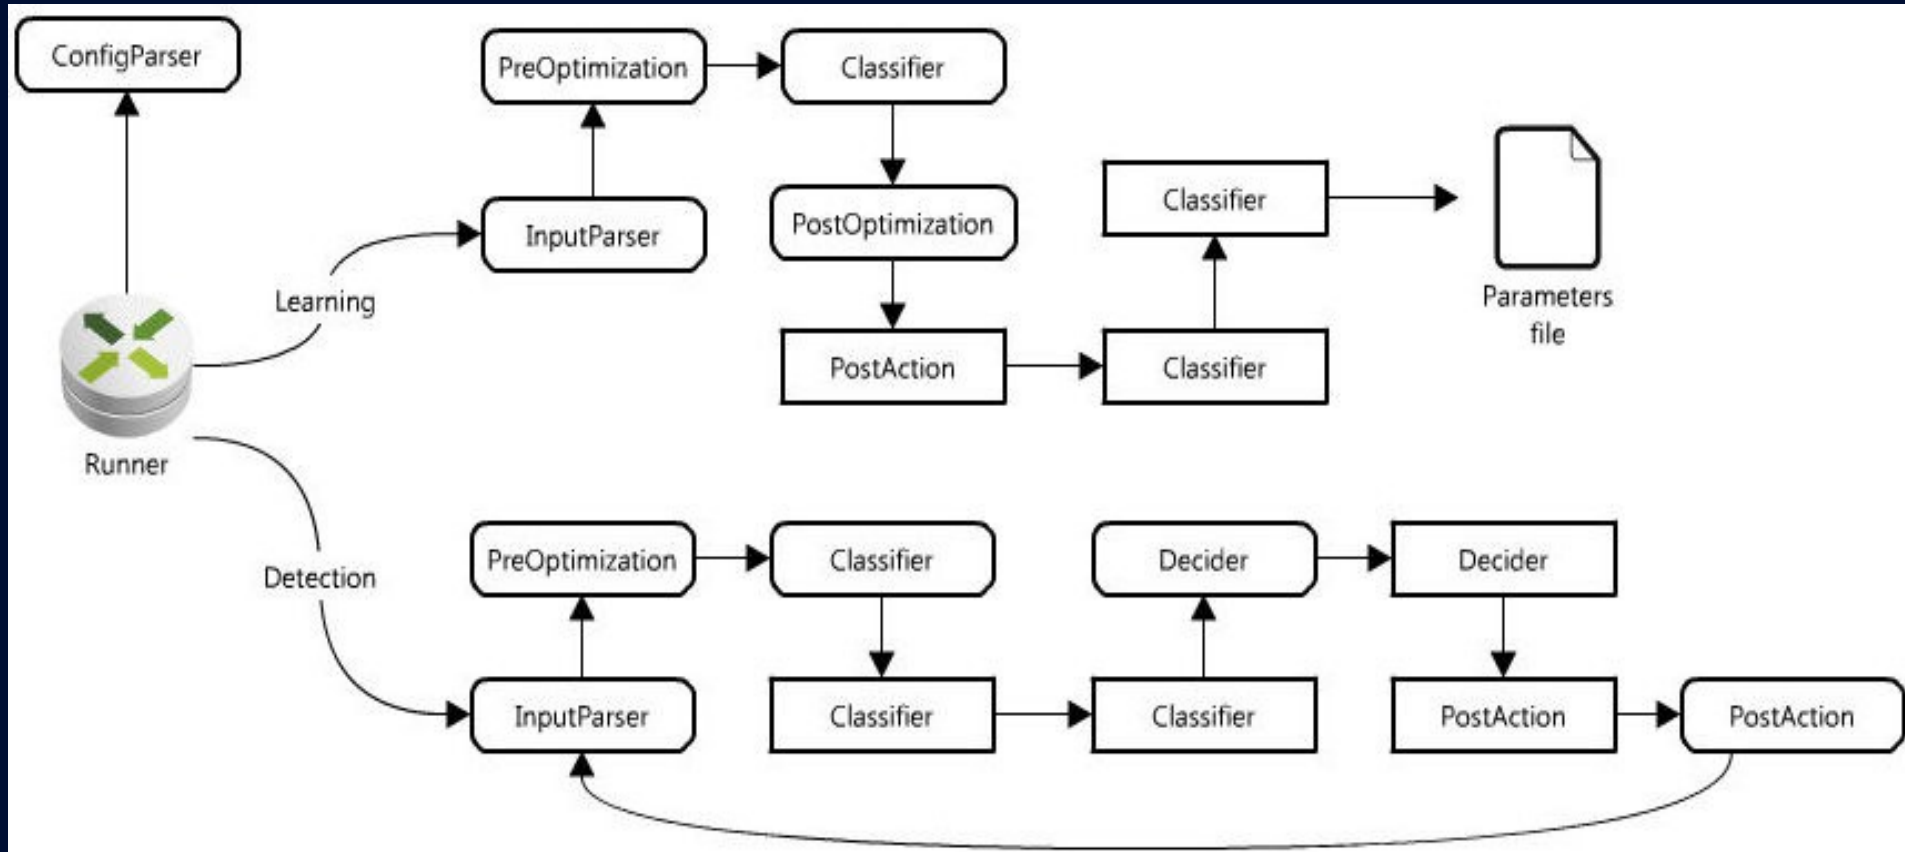 ConfigParser
PreOptimization
Classifier
InputParser
PostOptimization
Classifier
Learning
Parameters
file
PostAction
Classifier
Runner
PreOptimization
Classifier
Decider
Decider
Detection
InputParser
Classifier
Classifier
PostAction
PostAction